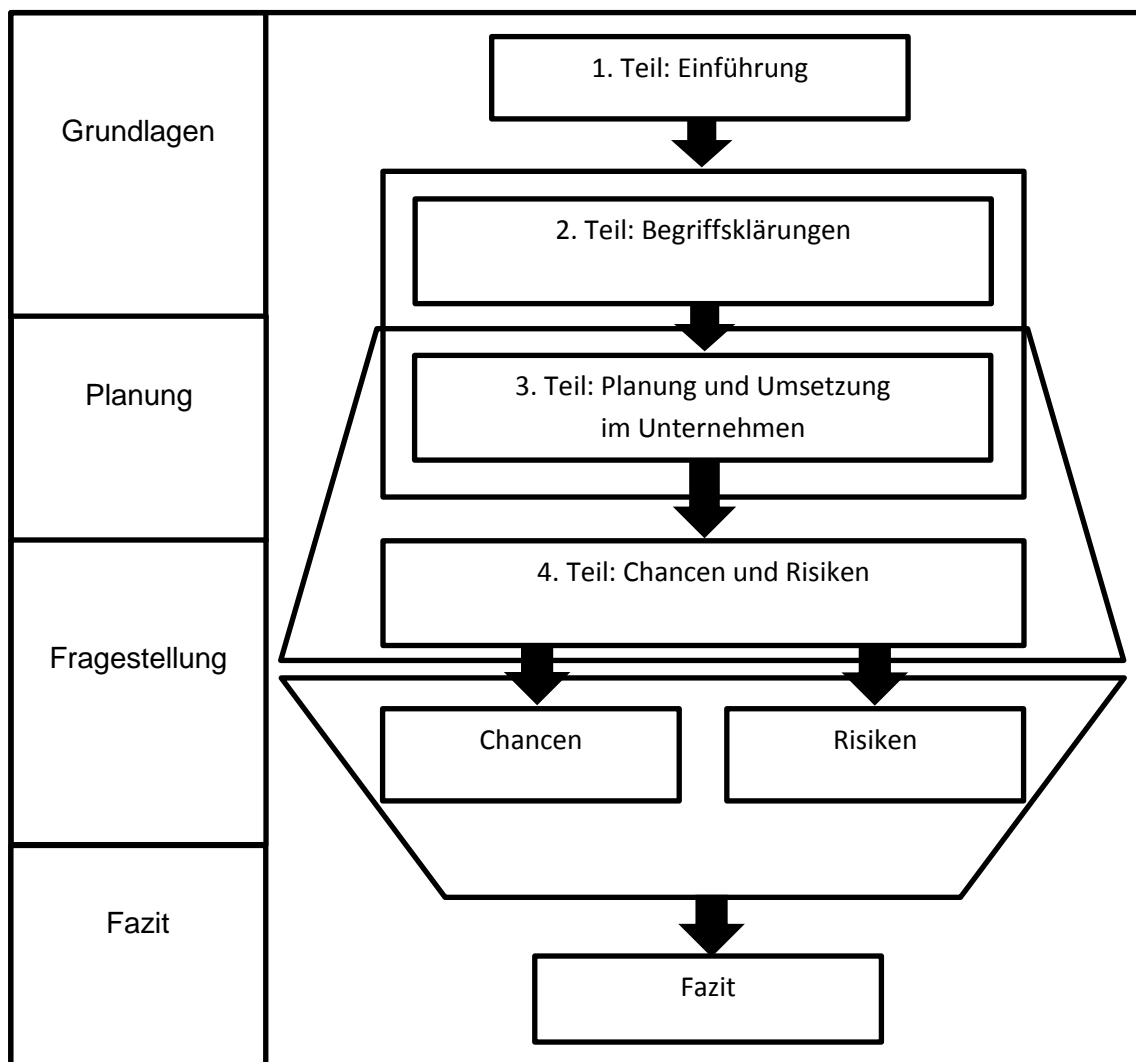 Grundlagen
1. Teil: Einführung
2. Teil: Begriffsklärungen
Planung
3. Teil: Planung und Umsetzung
im Unternehmen
Fragestellung
4. Teil: Chancen und Risiken
Chancen
Risiken
Fazit
Fazit